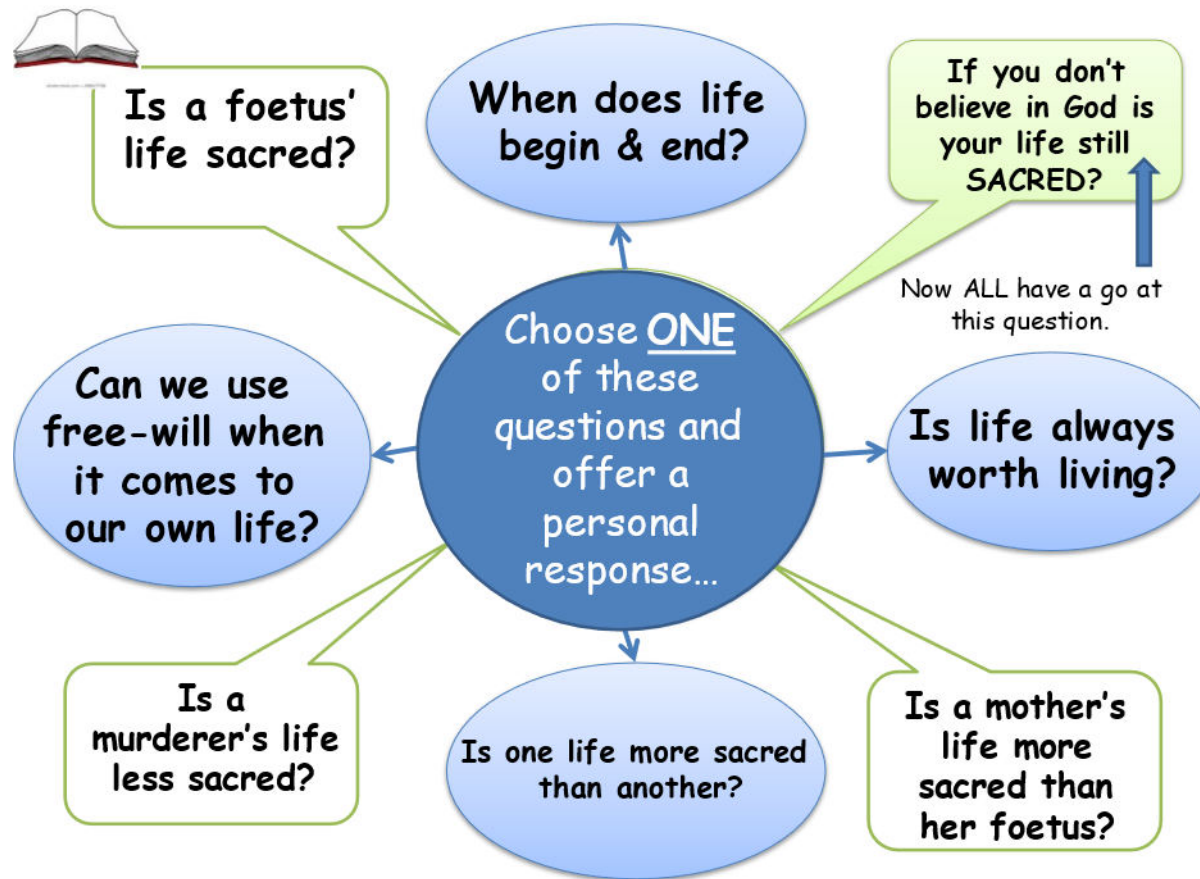 Is a foetus'
life sacred?
When does life
begin & end?
If you don't
believe in God is
your life still
SACRED?
Now ALL have a go at
this question.
Choose ONE
of these
questions and
offer a
personal
response...
Can we use
free-will when
it comes to
our own life?
Is life always
worth living?
Is a
murderer's life
less sacred?
Is one life more sacred
than another?
Is a mother's
life more
sacred than
her foetus?